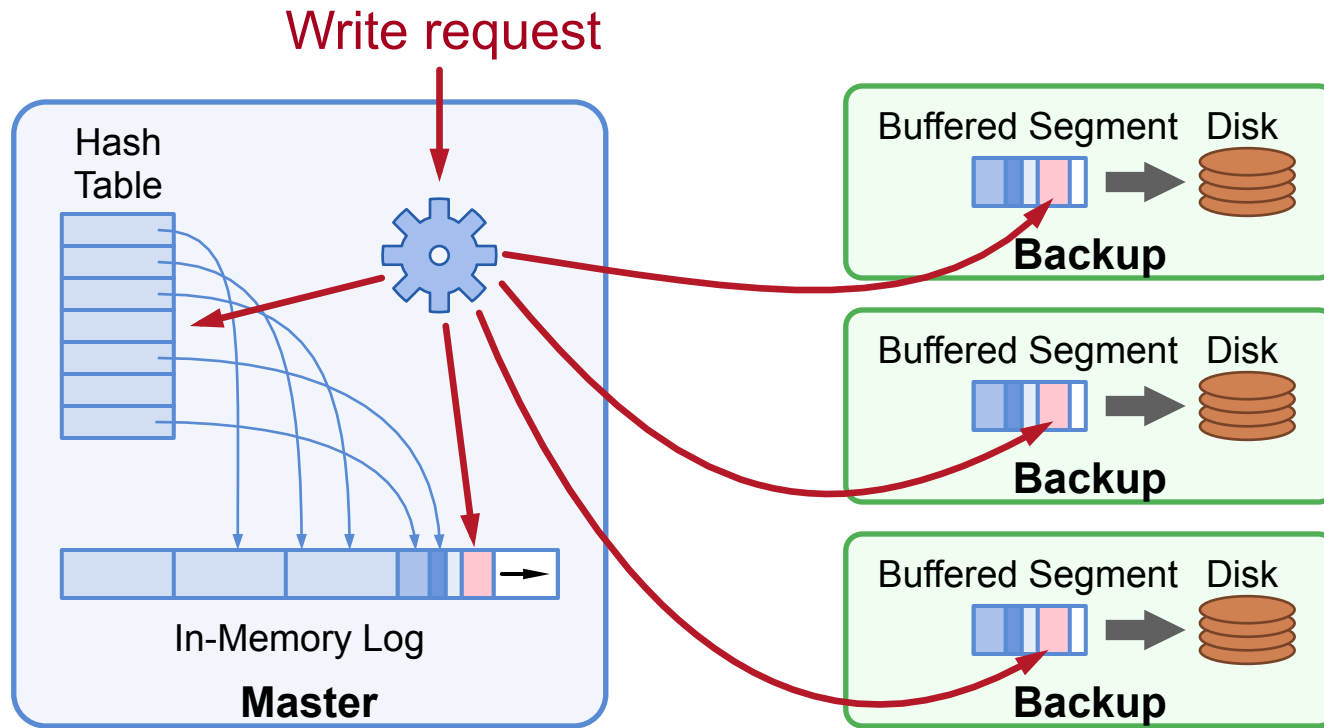 Write request
Hash
Table
In-Memory Log
Master
Buffered Segment Disk
Backup
Buffered Segment Disk
Backup
Buffered Segment Disk
Backup